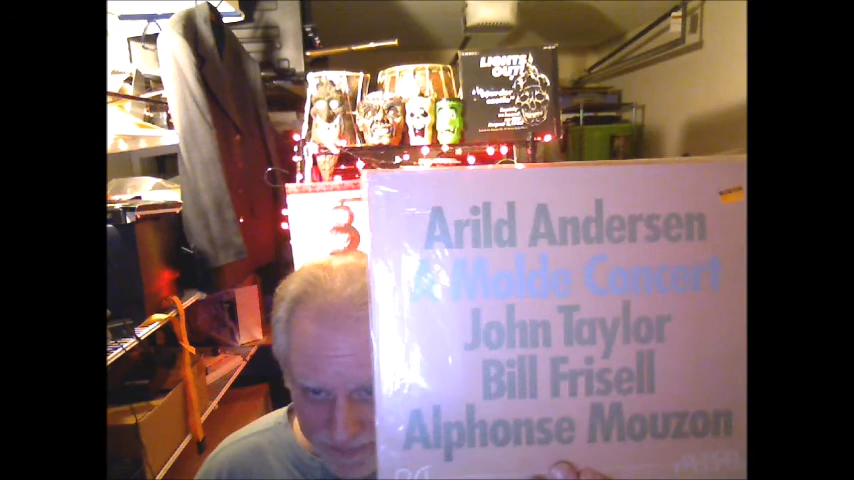 LIGHTS
OUT!
Arild Andersen
A Molde Concert
John Taylor
Bill Frisell
Alphonse Mouzon